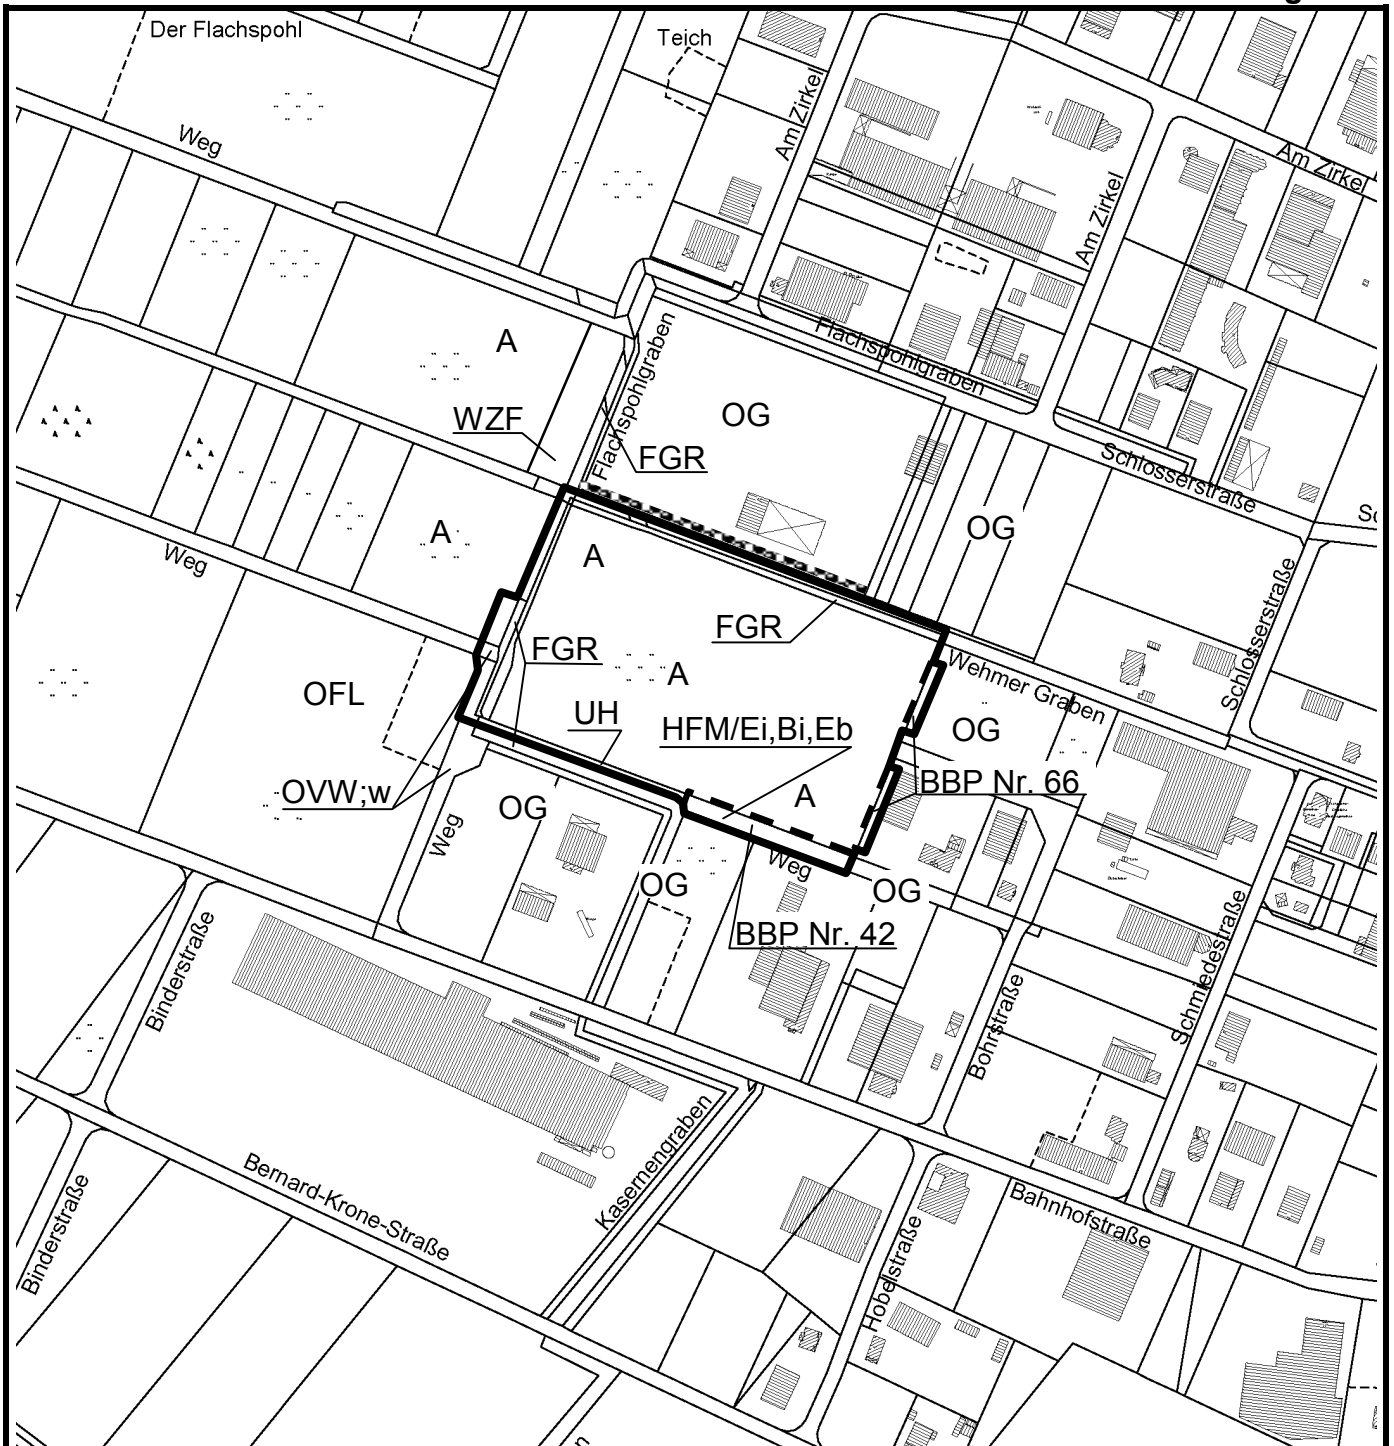 Der Flachspohl
Teich
Am Zirkel
Weg
Am Zirkel
Am Zirkel
A
Flachspohlgraben
Flachspohlgraben
WZF
OG
FGR
Schlosserstraße
A
Weg
A
OG
FGR
FGR
A
Schlosserstraße
Wehmer Graben
OFL
UH
HFM/Ei,Bi,Eb
OG
OVW;w
OG
A
BBP Nr. 66
Weg
Weg
OG
OG
BBP Nr. 42
Binderstraße
Schmiedestraße
Bohrstraße
Kasernengraben
Bernard-Krone-Straße
Binderstraße
Bahnhofstraße
Hobelstraße